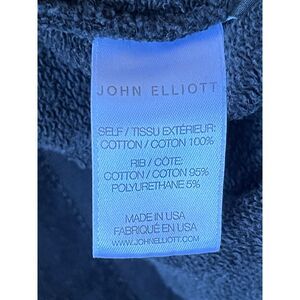 JOHN ELLIOTT
SELF / TISSU EXTÉRIEUR:
COTTON / COTON 100%
RIB / CÔTE:
COTTON / COTON 95%
POLYURETHANE 5%
MADE IN USA
FABRIQUÉ EN USA
WWW.JOHNELLIOTT.COM